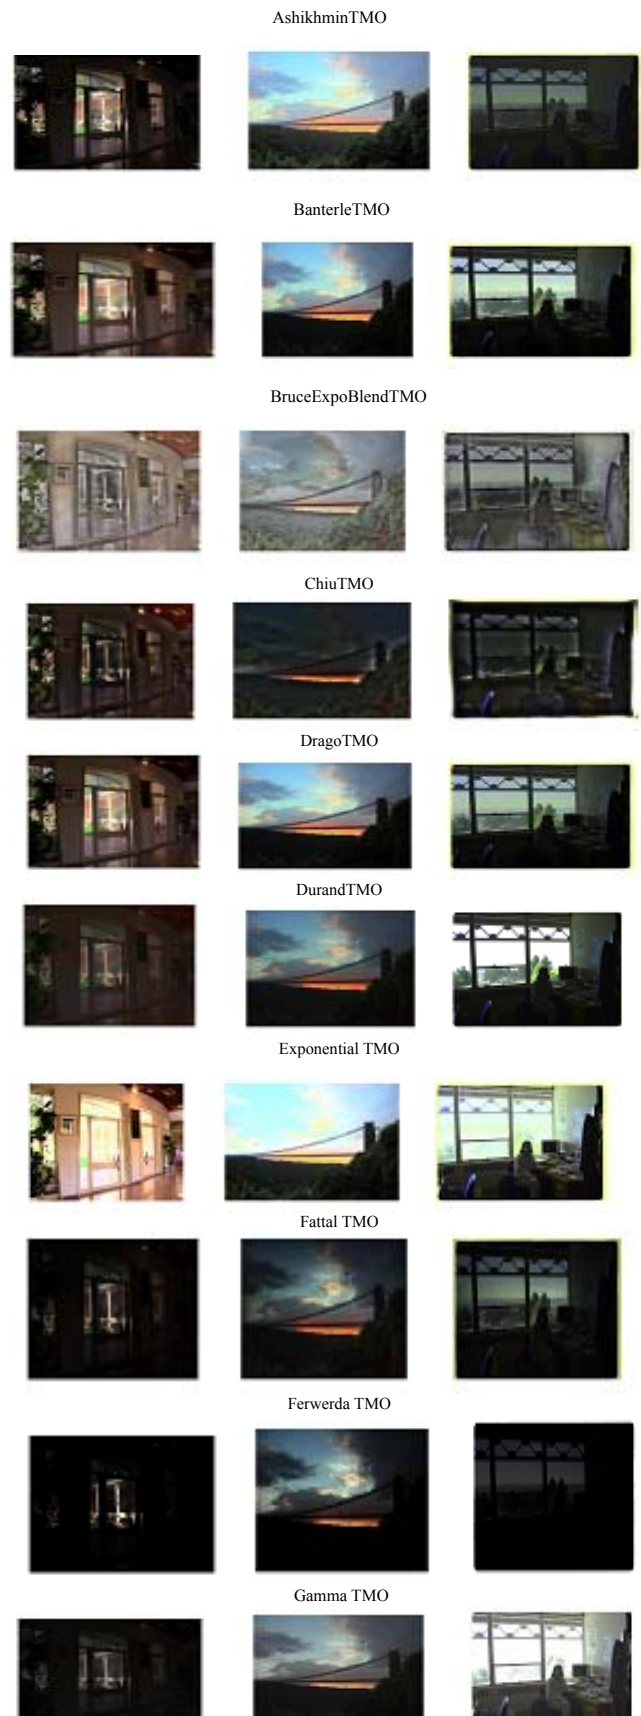 AshikhminTMO
BanterleTMO
BruceExpoBlendTMO
ChiuTMO
DragoTMO
DurandTMO
Exponential TMO
Fattal TMO
Ferwerda TMO
Gamma TMO